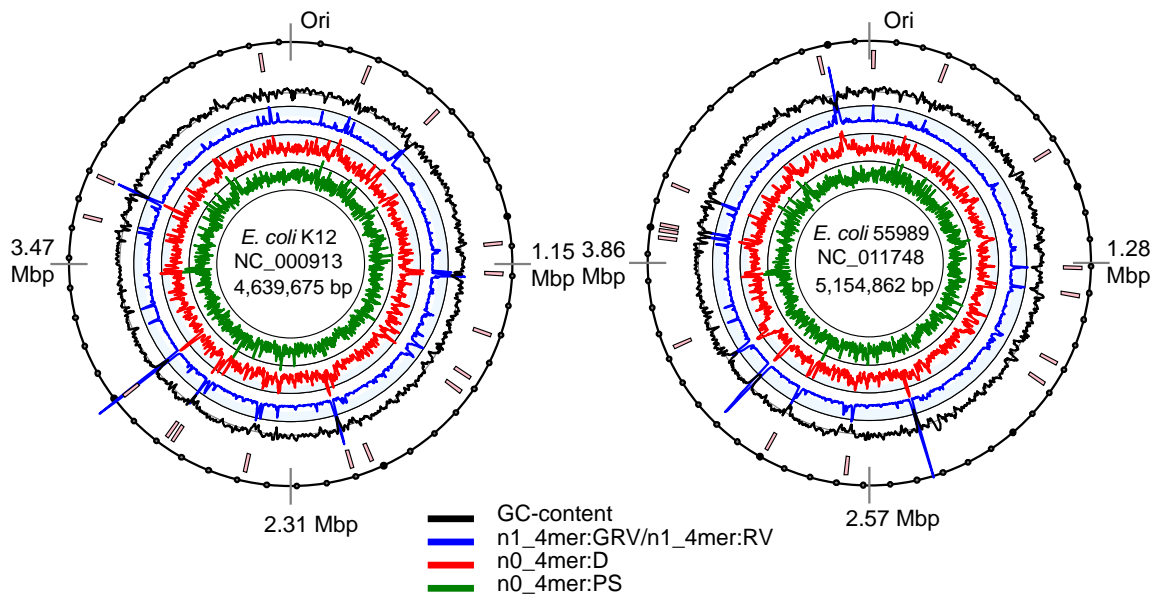 Ori
Ori
E. coli K12
NC_000913
4,639,675 bp
3.47
Mbp
1.15
Mbp
2.31 Mbp
E. coli 55989
NC_011748
5,154,862 bp
3.86
Mbp
1.28
Mbp
2.57 Mbp
GC-content
n1_4mer:GRV/n1_4mer:RV
n0_4mer:D
n0_4mer:PS